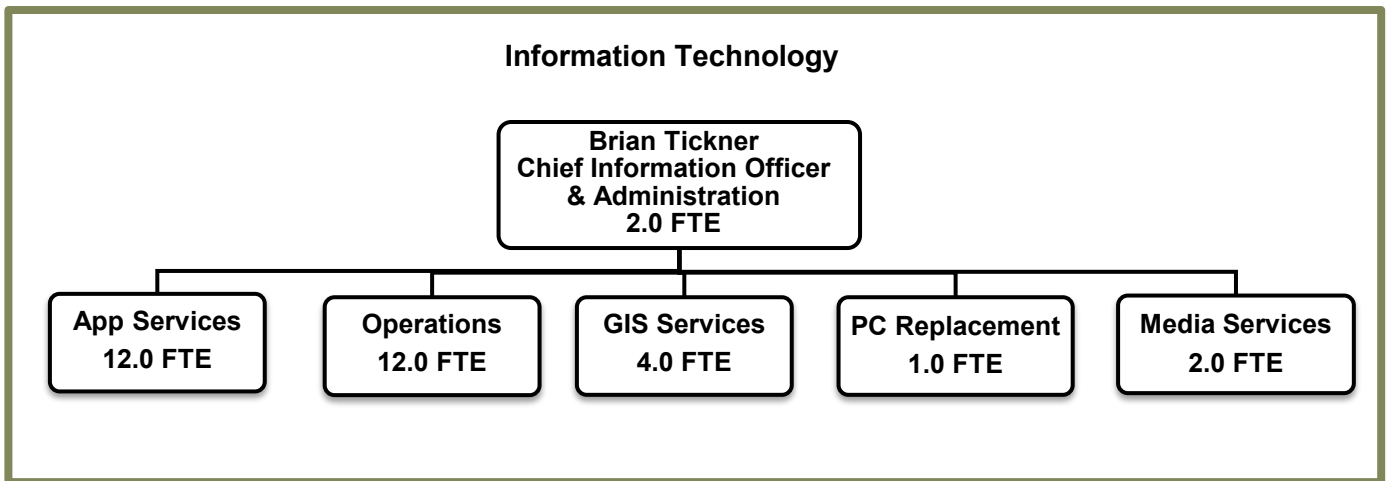 Information Technology
Brian Tickner
Chief Information Officer
& Administration
2.0 FTE
App Services
12.0 FTE
Operations
12.0 FTE
GIS Services
4.0 FTE
PC Replacement
1.0 FTE
Media Services
2.0 FTE